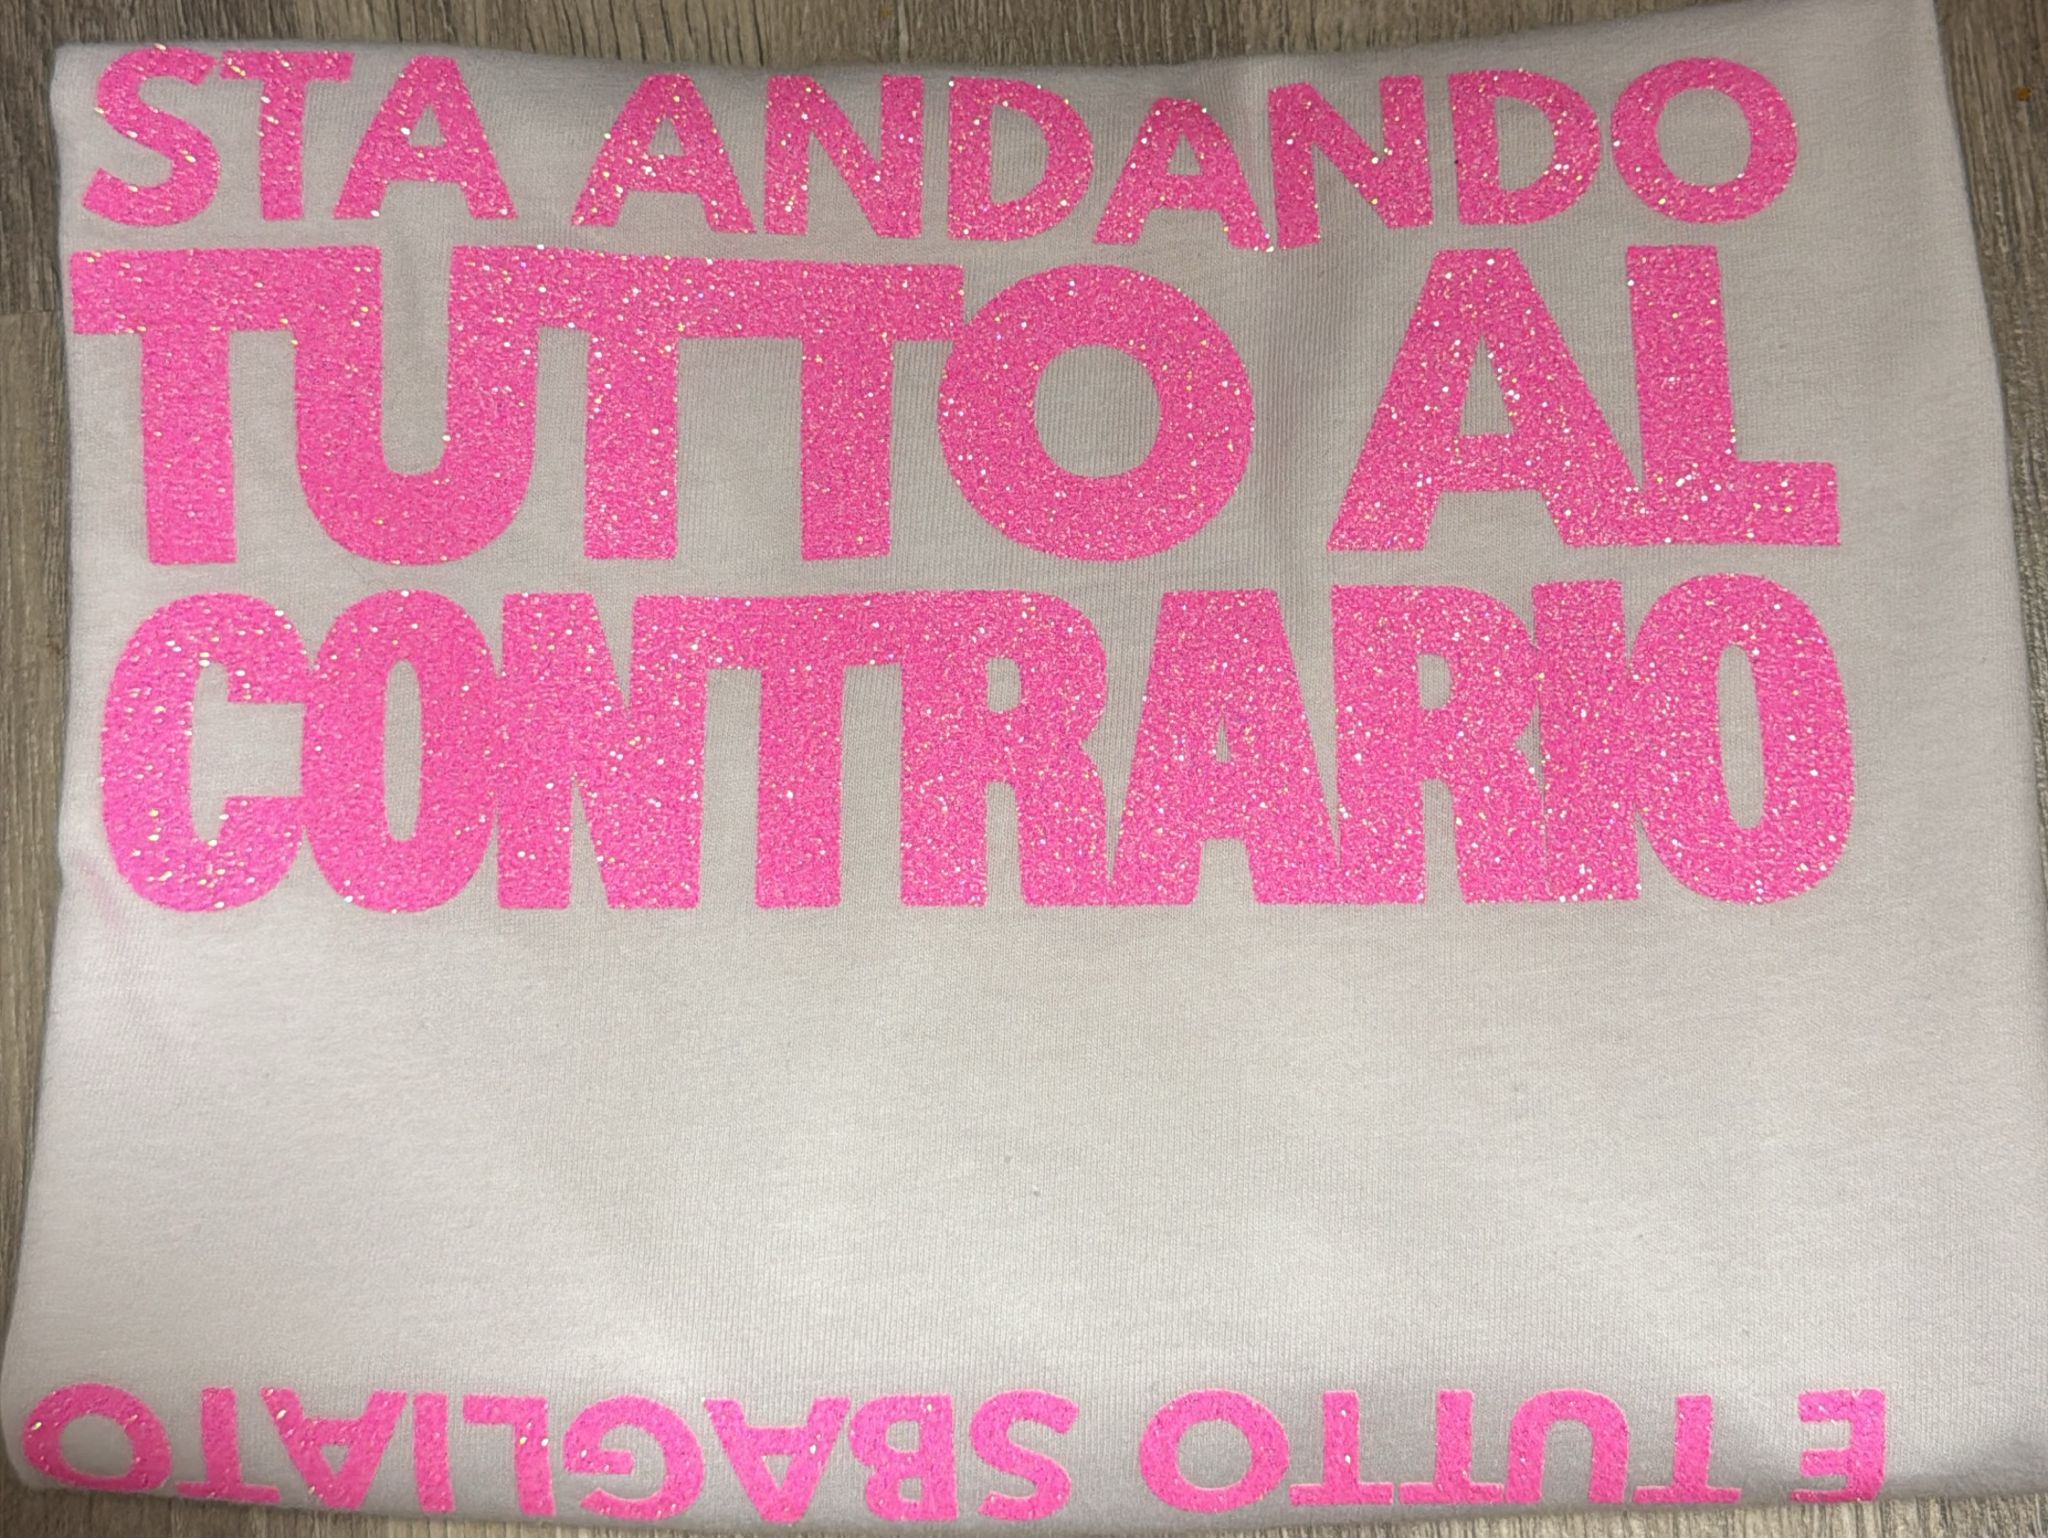 STA ANDANDO
TUTTO AL
CONTRARIO
E TUTTO SBAGLIATO